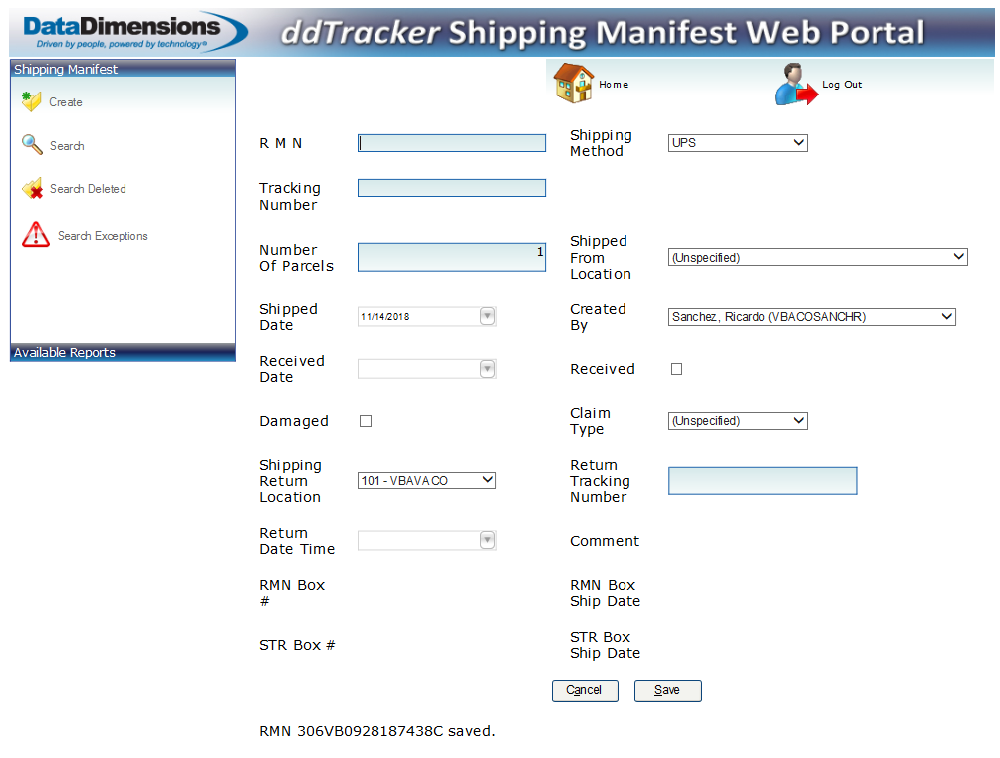 DataDimensions
Driven by people, powered by technology®
ddTracker Shipping Manifest Web Portal
Shipping Manifest
Create
Search
Search Deleted
Search Exceptions
Available Reports
Home
Log Out
R M N
Shipping
Method
UPS
Tracking
Number
Number
Of Parcels
1
Shipped
From
Location
(Unspecified)
Shipped
Date
11/14/2018
Created
By
Sanchez, Ricardo (VBACOSANCHR)
Received
Date
Received
Damaged
Claim
Type
(Unspecified)
Shipping
Return
Location
101 - VBAVACO
Return
Tracking
Number
Return
Date Time
Comment
RMN Box
#
RMN Box
Ship Date
STR Box #
STR Box
Ship Date
Cancel
Save
RMN 306VB0928187438C saved.